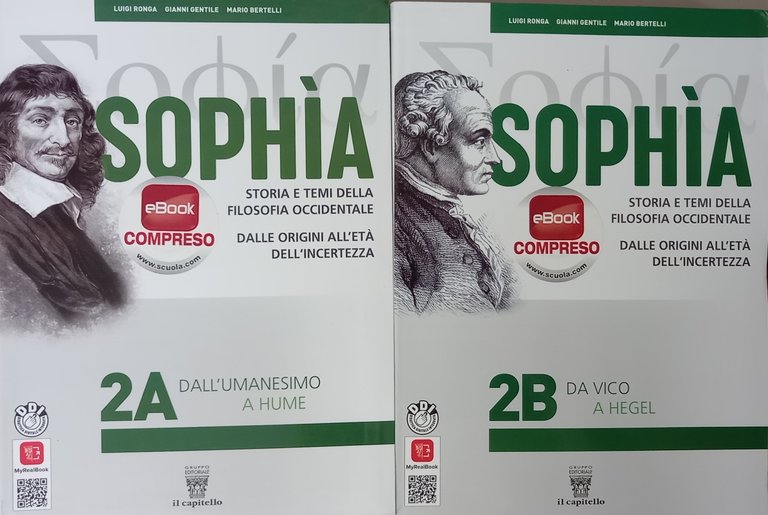 LUIGI RONGA GIANNI GENTILE MARIO BERTELLI
Σοφία
SOPHÌA
eBook
COMPRESO
www.scuola.com
STORIA E TEMI DELLA
FILOSOFIA OCCIDENTALE
DALLE ORIGINI ALL'ETÀ
DELL'INCERTEZZA
2A DALL'UMANESIMO
A HUME
DDI
MyRealBook
GRUPPO
EDITORIALE
il capitello
LUIGI RONGA GIANNI GENTILE MARIO BERTELLI
Σοφία
SOPHÌA
eBook
COMPRESO
www.scuola.com
STORIA E TEMI DELLA
FILOSOFIA OCCIDENTALE
DALLE ORIGINI ALL'ETÀ
DELL'INCERTEZZA
2B DA VICO
A HEGEL
DDI
MyRealBook
GRUPPO
EDITORIALE
il capitello